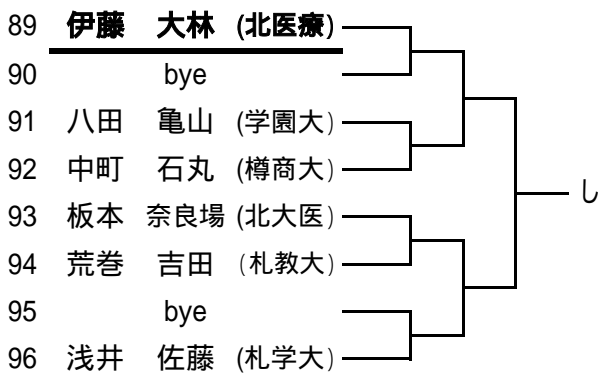 89 伊藤 大林 (北医療)
90 bye
91 八田 亀山 (学園大)
92 中町 石丸 (樽商大)
93 板本 奈良場 (北大医)
94 荒巻 吉田 (札教大)
95 bye
96 浅井 佐藤 (札学大)
し